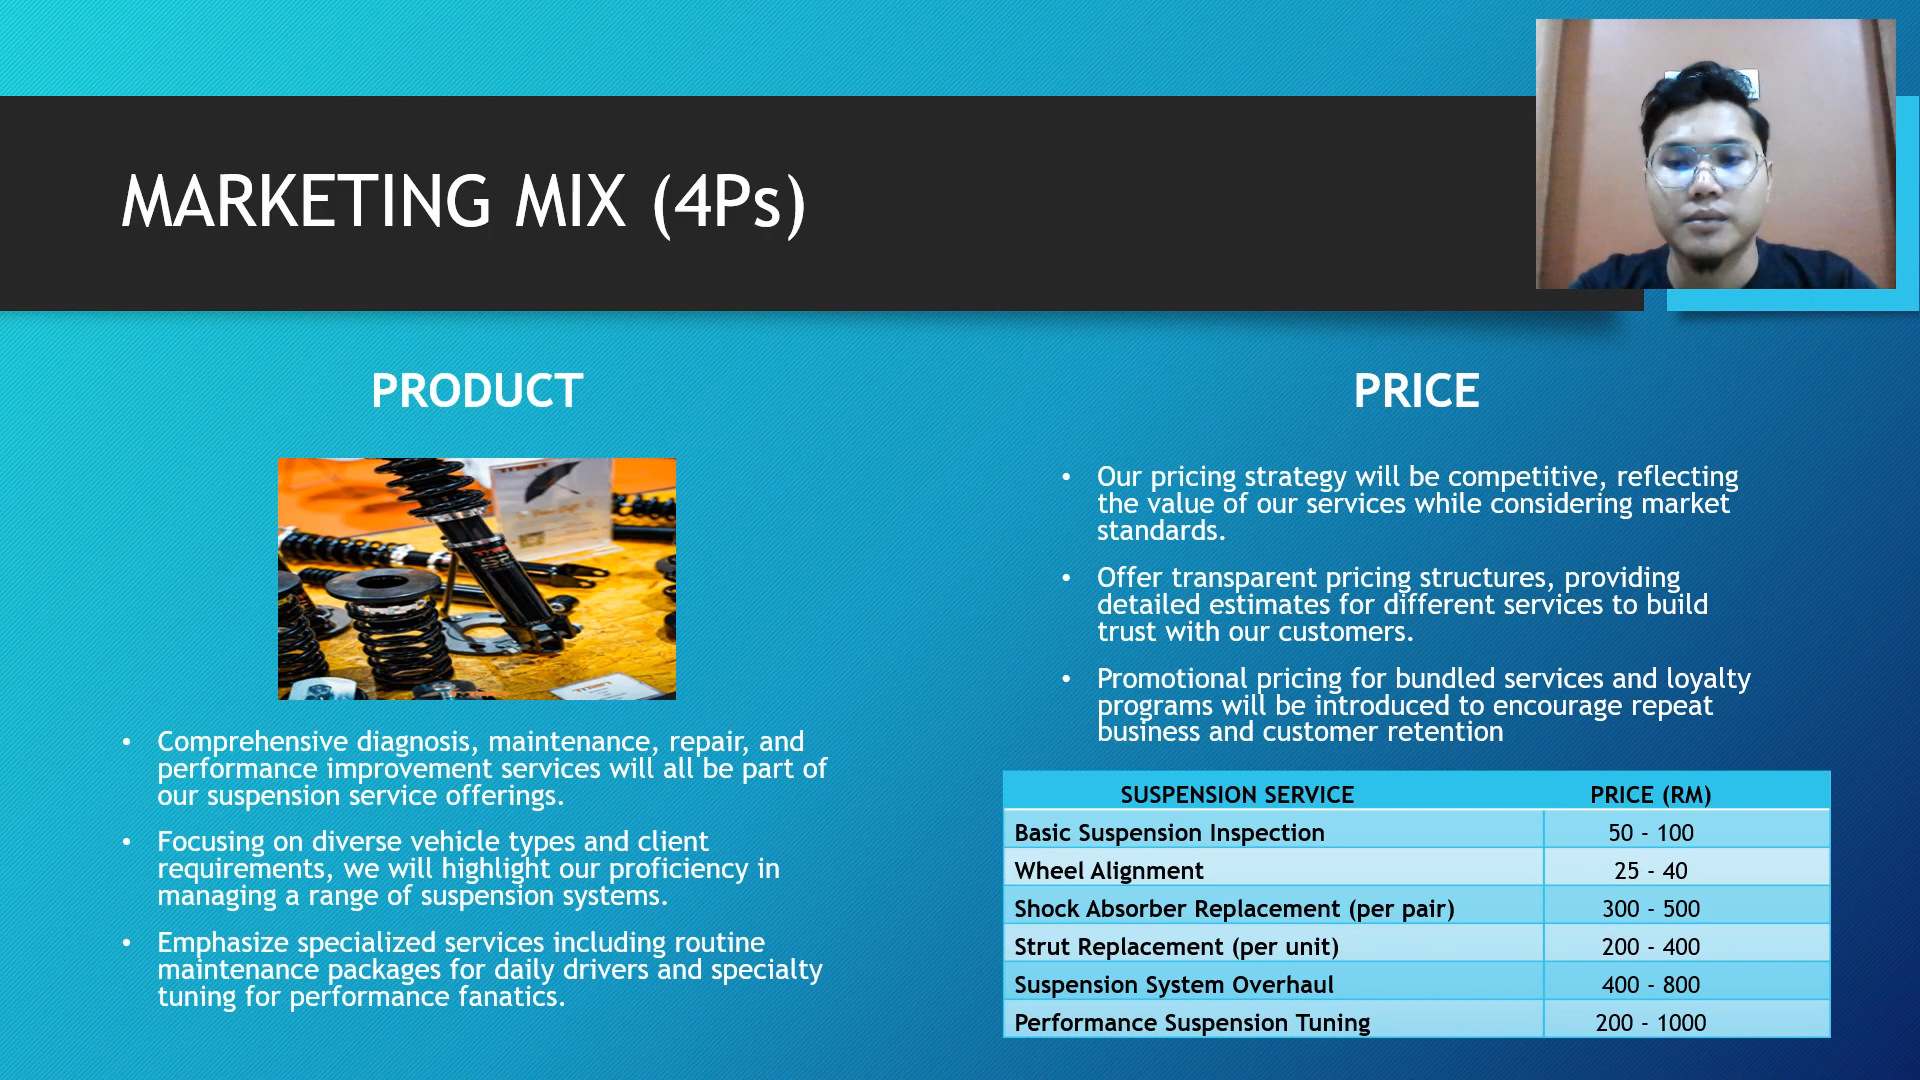 MARKETING MIX (4Ps)
PRODUCT
• Comprehensive diagnosis, maintenance, repair, and
performance improvement services will all be part of
our suspension service offerings.
• Focusing on diverse vehicle types and client
requirements, we will highlight our proficiency in
managing a range of suspension systems.
• Emphasize specialized services including routine
maintenance packages for daily drivers and specialty
tuning for performance fanatics.
PRICE
• Our pricing strategy will be competitive, reflecting
the value of our services while considering market
standards.
• Offer transparent pricing structures, providing
detailed estimates for different services to build
trust with our customers.
• Promotional pricing for bundled services and loyalty
programs will be introduced to encourage repeat
business and customer retention
SUSPENSION SERVICE PRICE (RM)
Basic Suspension Inspection 50 - 100
Wheel Alignment 25 - 40
Shock Absorber Replacement (per pair) 300 - 500
Strut Replacement (per unit) 200 - 400
Suspension System Overhaul 400 - 800
Performance Suspension Tuning 200 - 1000